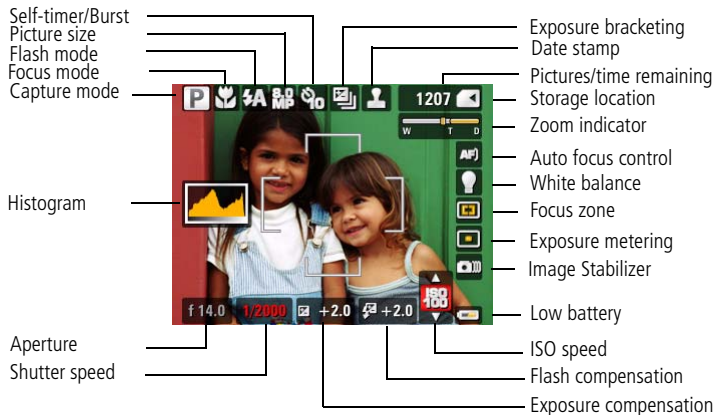 Self-timer/Burst
Picture size
Flash mode
Focus mode
Capture mode
Exposure bracketing
Date stamp
Pictures/time remaining
Storage location
Zoom indicator
Auto focus control
White balance
Focus zone
Exposure metering
Image Stabilizer
Low battery
ISO speed
Flash compensation
Exposure compensation
Histogram
Aperture
Shutter speed
P
A
8.0
MP
10
1207
W T D
AF
f 14.0 1/2000 +2.0 +2.0
ISO
100